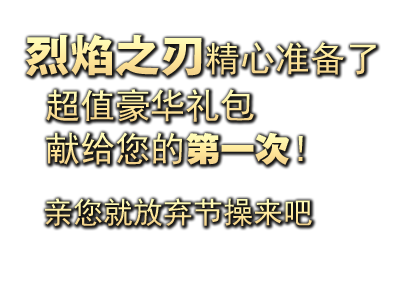 烈焰之刃精心准备了
超值豪华礼包
献给您的第一次！
亲您就放弃节操来吧